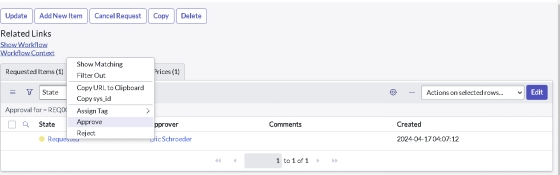 Update Add New Item Cancel Request Copy Delete
Related Links
Show Workflow
Workflow Context
Requested Items (1) Prices (1)
Show Matching
Filter Out
Copy URL to Clipboard
Copy sys_id
Assign Tag
Approve
Reject
State Actions on selected rows... Edit
Approval for = REQ0
State Comments Created
Requested Eric Schroeder 2024-04-17 04:07:12
1 to 1 of 1